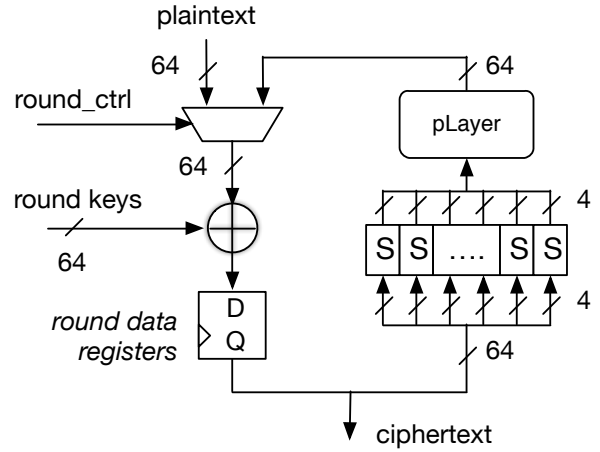 plaintext
64
64
round_ctrl
pLayer
64
round keys
4
64
S S .... S S
round data
registers
D
Q
4
64
ciphertext